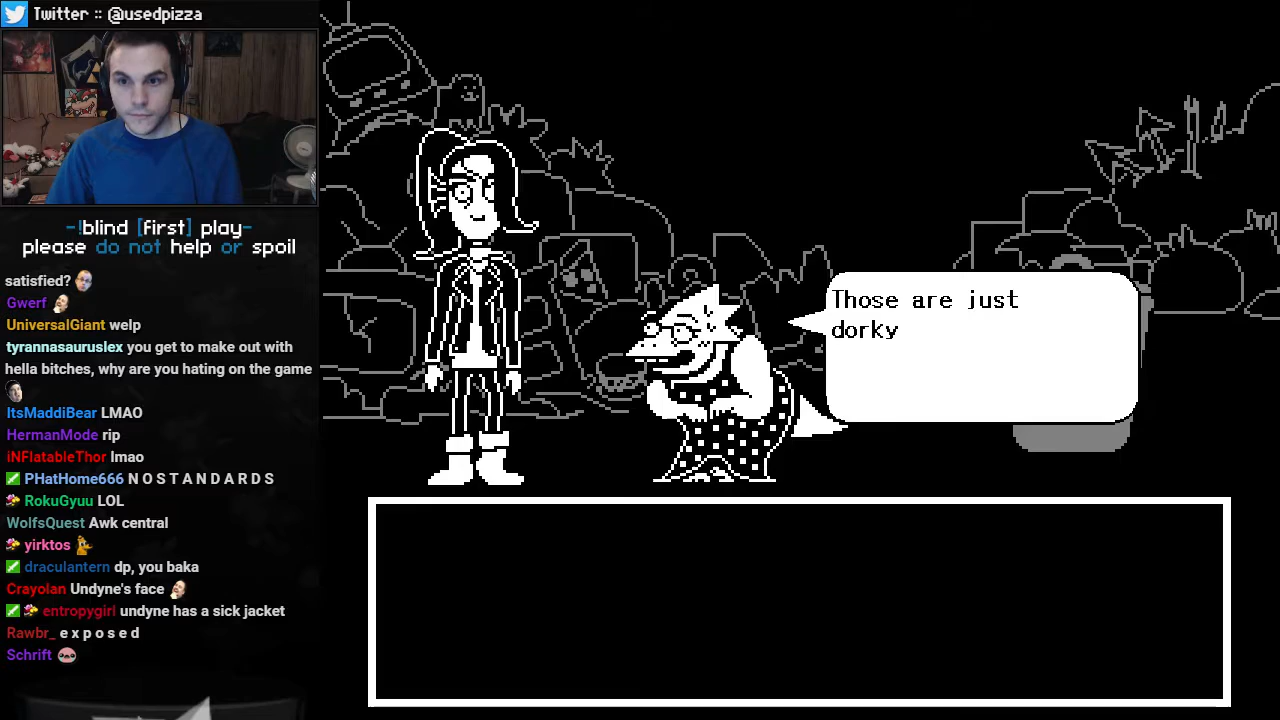 Twitter :: @usedpizza
-!blind [first] play-
please do not help or spoil
satisfied?
Gwerf
UniversalGiant welp
tyrannasauruslex you get to make out with
hella bitches, why are you hating on the game
ItsMaddiBear LMAO
HermanMode rip
iNFlatableThor lmao
PHatHome666 N O S T A N D A R D S
RokuGyuu LOL
WolfsQuest Awk central
yirktos
draculantern dp, you baka
Crayolan Undyne's face
entropygirl undyne has a sick jacket
Rawbr_ e x p o s e d
Schrift
Those are just
dorky